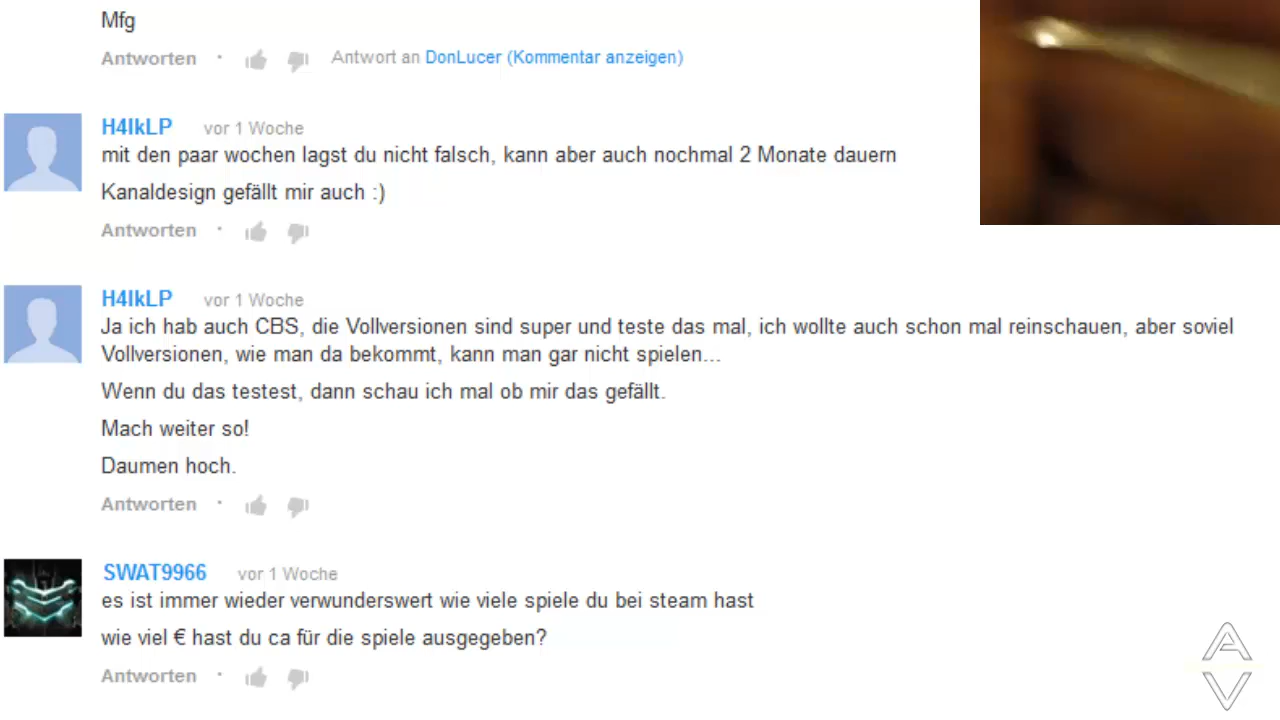 Mfg
Antworten · Antwort an DonLucer (Kommentar anzeigen)
H4IkLP vor 1 Woche
mit den paar wochen lagst du nicht falsch, kann aber auch nochmal 2 Monate dauern
Kanaldesign gefällt mir auch :)
Antworten ·
H4IkLP vor 1 Woche
Ja ich hab auch CBS, die Vollversionen sind super und teste das mal, ich wollte auch schon mal reinschauen, aber soviel
Vollversionen, wie man da bekommt, kann man gar nicht spielen...
Wenn du das testest, dann schau ich mal ob mir das gefällt.
Mach weiter so!
Daumen hoch.
Antworten ·
SWAT9966 vor 1 Woche
es ist immer wieder verwunderswert wie viele spiele du bei steam hast
wie viel € hast du ca für die spiele ausgegeben?
Antworten ·
AV